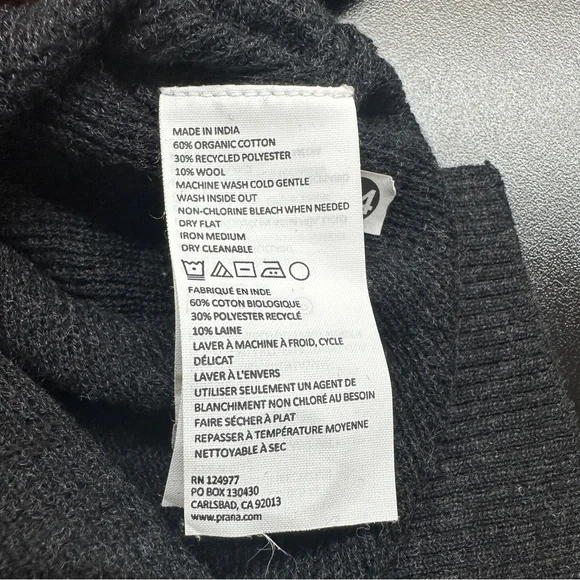 MADE IN INDIA
60% ORGANIC COTTON
30% RECYCLED POLYESTER
10% WOOL
MACHINE WASH COLD GENTLE
WASH INSIDE OUT
NON-CHLORINE BLEACH WHEN NEEDED
DRY FLAT
IRON MEDIUM
DRY CLEANABLE
FABRIQUÉ EN INDE
60% COTON BIOLOGIQUE
30% POLYESTER RECYCLÉ
10% LAINE
LAVER À MACHINE À FROID, CYCLE
DÉLICAT
LAVER À L'ENVERS
UTILISER SEULEMENT UN AGENT DE
BLANCHIMENT NON CHLORÉ AU BESOIN
FAIRE SÉCHER À PLAT
REPASSER À TEMPÉRATURE MOYENNE
NETTOYABLE À SEC
RN 124977
PO BOX 130430
CARLSBAD, CA 92013
www.prana.com
4